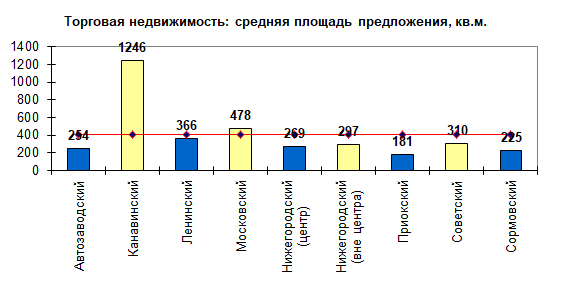 Торговая недвижимость: средняя площадь предложения, кв.м.
1400
1200
1000
800
600
400
200
0
254
1246
366
478
269
297
181
310
225
Автозаводский
Канавинский
Ленинский
Московский
Нижегородский
(центр)
Нижегородский
(вне центра)
Приокский
Советский
Сормовский